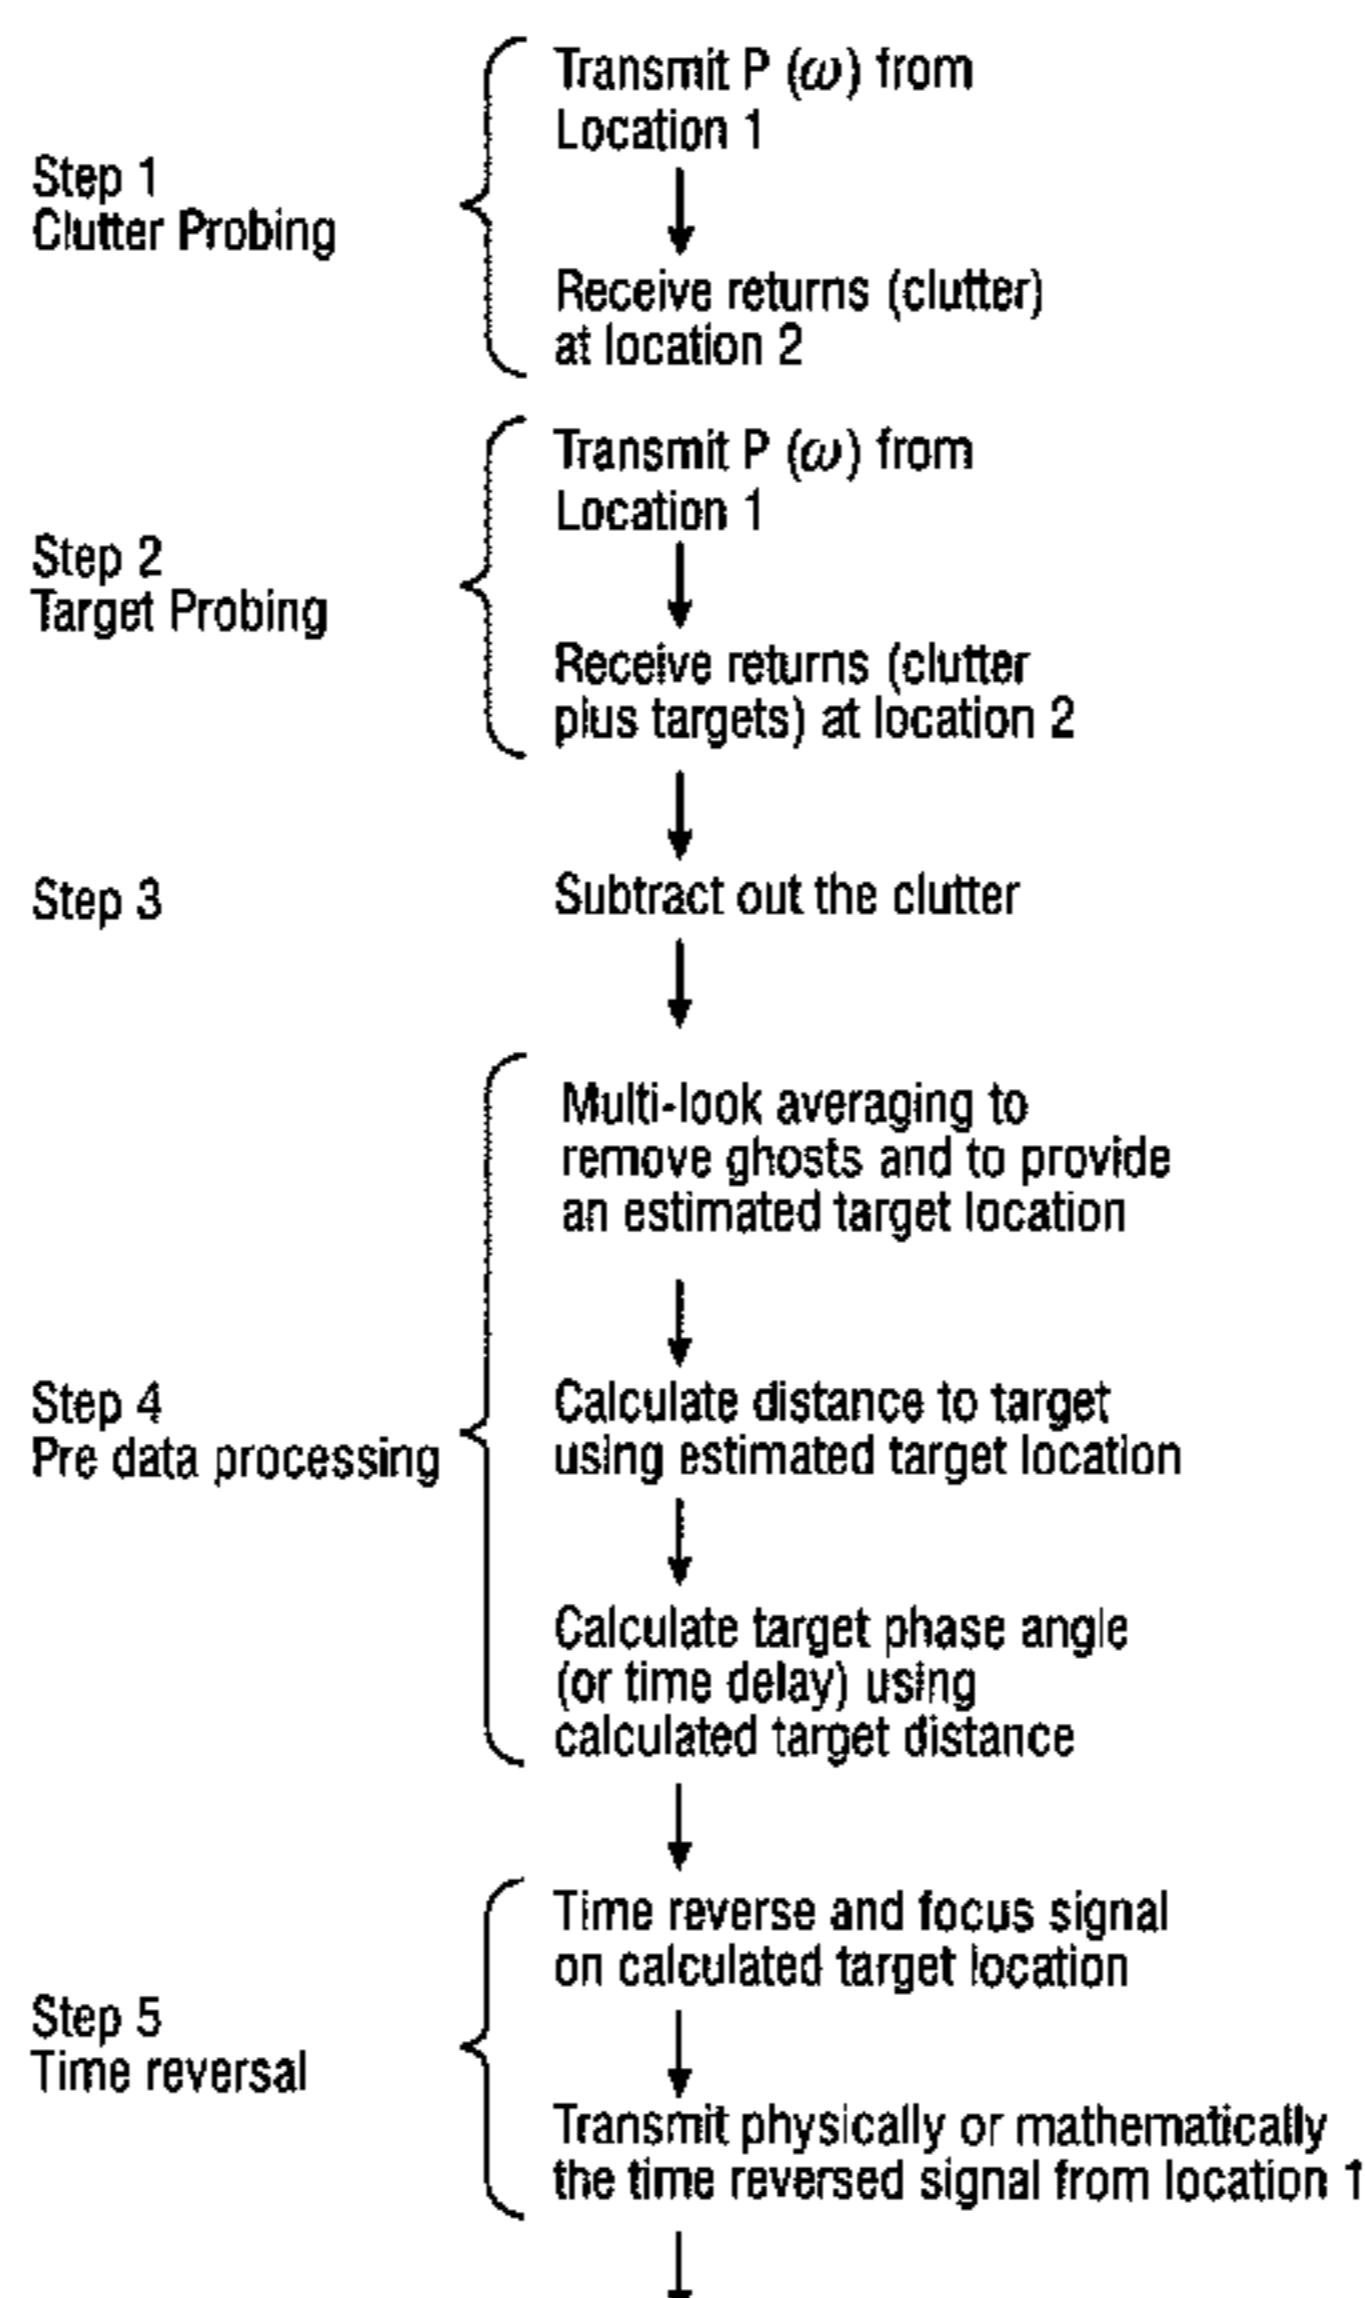 Transmit P (ω) from
Location 1
Step 1
Clutter Probing
Receive returns (clutter)
at location 2
Transmit P (ω) from
Location 1
Step 2
Target Probing
Receive returns (clutter
plus targets) at location 2
Step 3
Subtract out the clutter
Multi-look averaging to
remove ghosts and to provide
an estimated target location
Step 4
Pre data processing
Calculate distance to target
using estimated target location
Calculate target phase angle
(or time delay) using
calculated target distance
Time reverse and focus signal
on calculated target location
Step 5
Time reversal
Transmit physically or mathematically
the time reversed signal from location 1